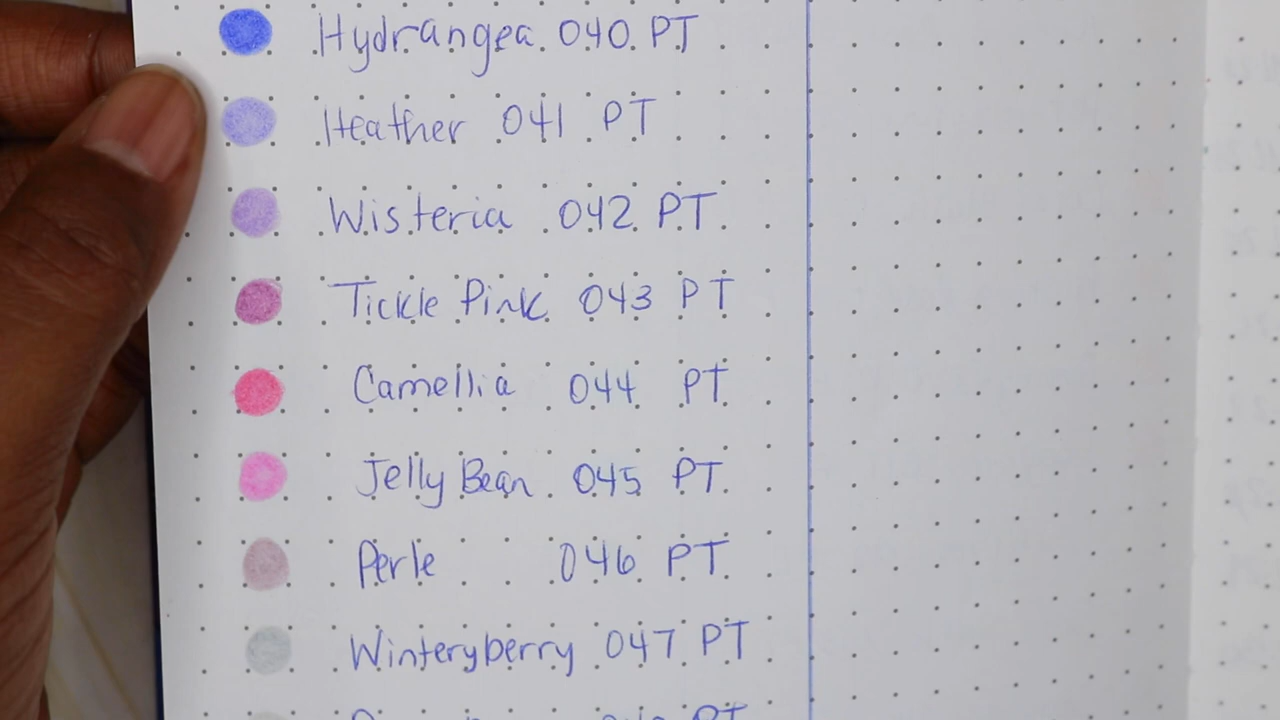 Hydrangea 040 PT
Heather 041 PT
Wisteria 042 PT
Tickle Pink 043 PT
Camellia 044 PT
Jelly Bean 045 PT
Perle 046 PT
Winteryberry 047 PT
PT